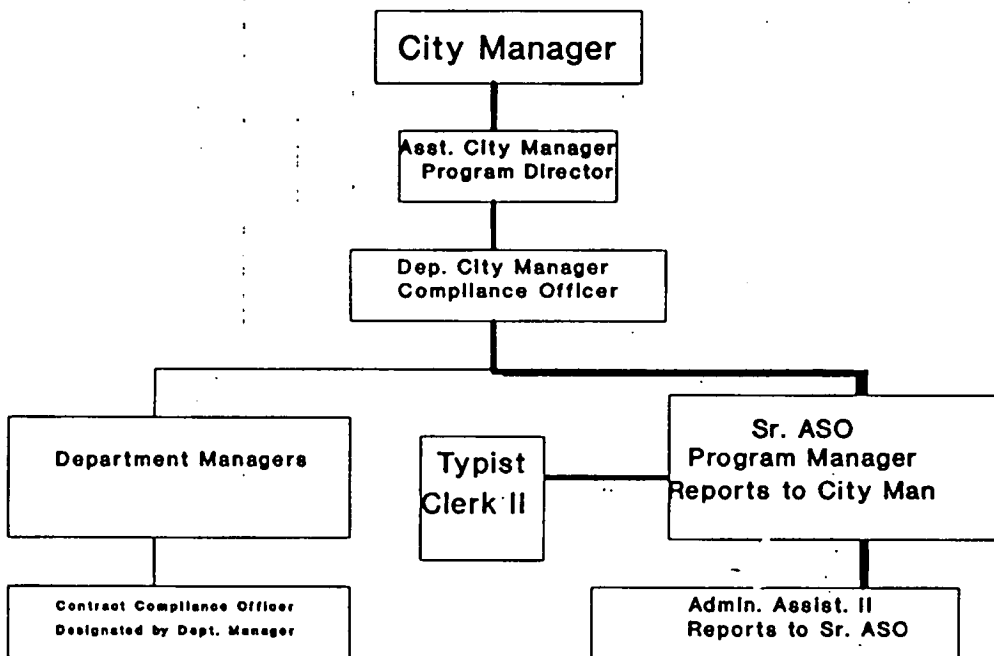 City Manager
Asst. City Manager
Program Director
Dep. City Manager
Compliance Officer
Department Managers
Typist
Clerk II
Sr. ASO
Program Manager
Reports to City Man
Contract Compliance Officer
Designated by Dept. Manager
Admin. Assist. II
Reports to Sr. ASO